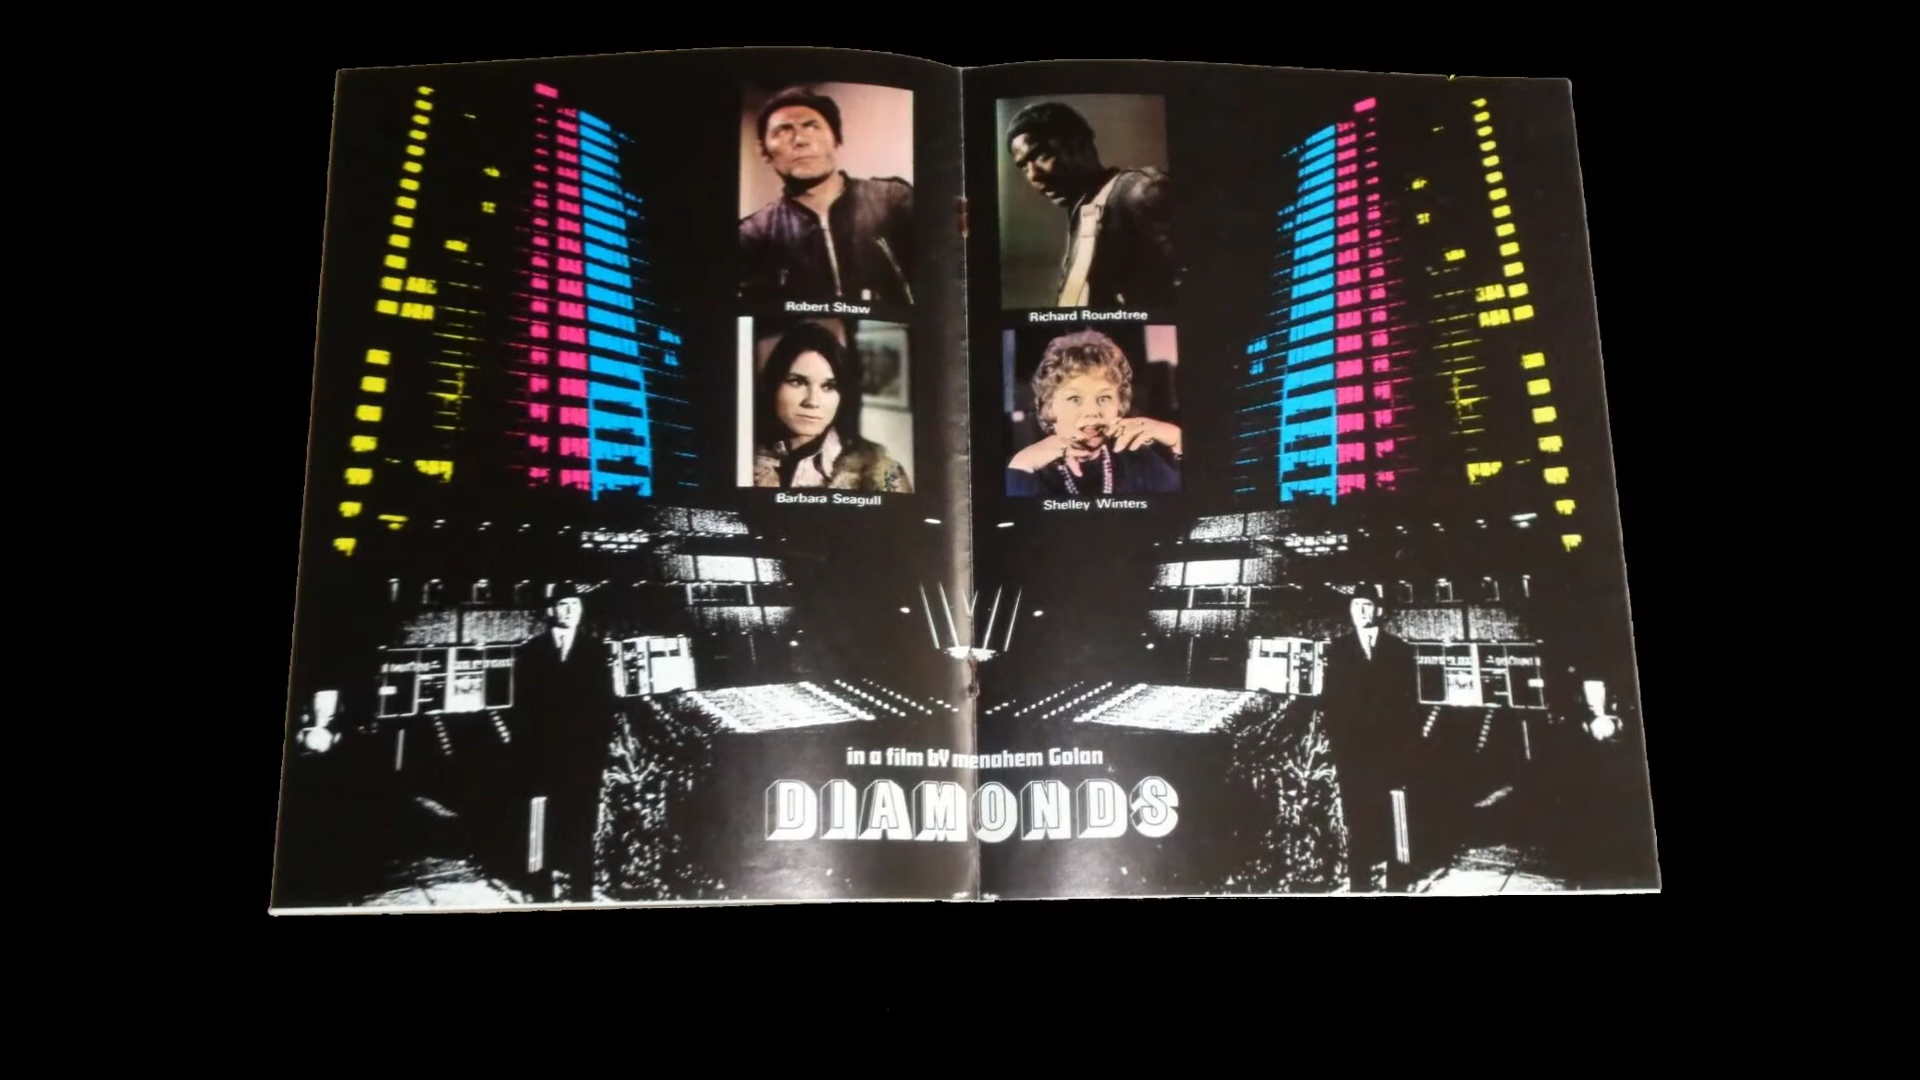 Robert Shaw
Richard Roundtree
Barbara Seagull
Shelley Winters
in a film bY menahem Golan
DIAMONDS